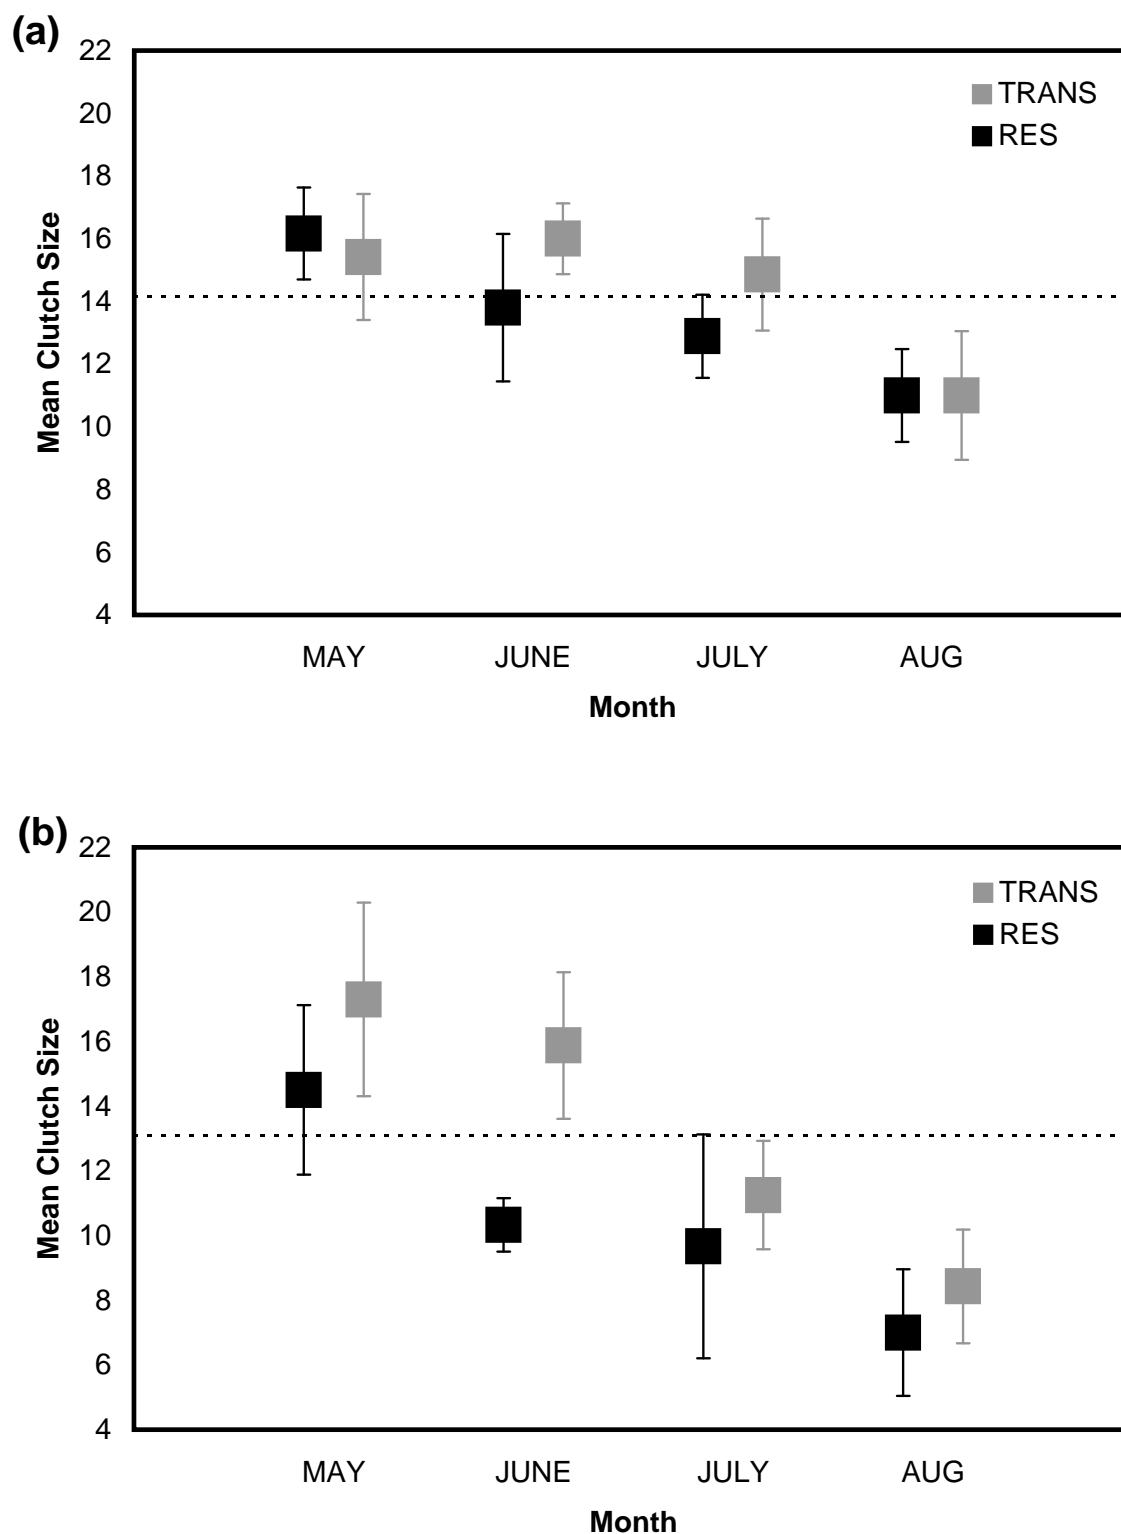 (a)
22
20
18
16
14
12
10
8
6
4
Mean Clutch Size
TRANS
RES
MAY JUNE JULY AUG
Month
(b)
22
20
18
16
14
12
10
8
6
4
Mean Clutch Size
TRANS
RES
MAY JUNE JULY AUG
Month